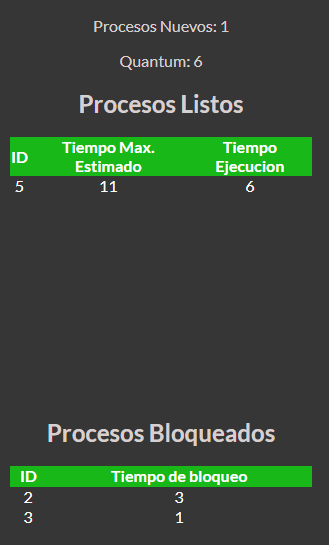 Procesos Nuevos: 1
Quantum: 6
Procesos Listos
ID Tiempo Max. Estimado Tiempo Ejecucion
5 11 6
Procesos Bloqueados
ID Tiempo de bloqueo
2 3
3 1